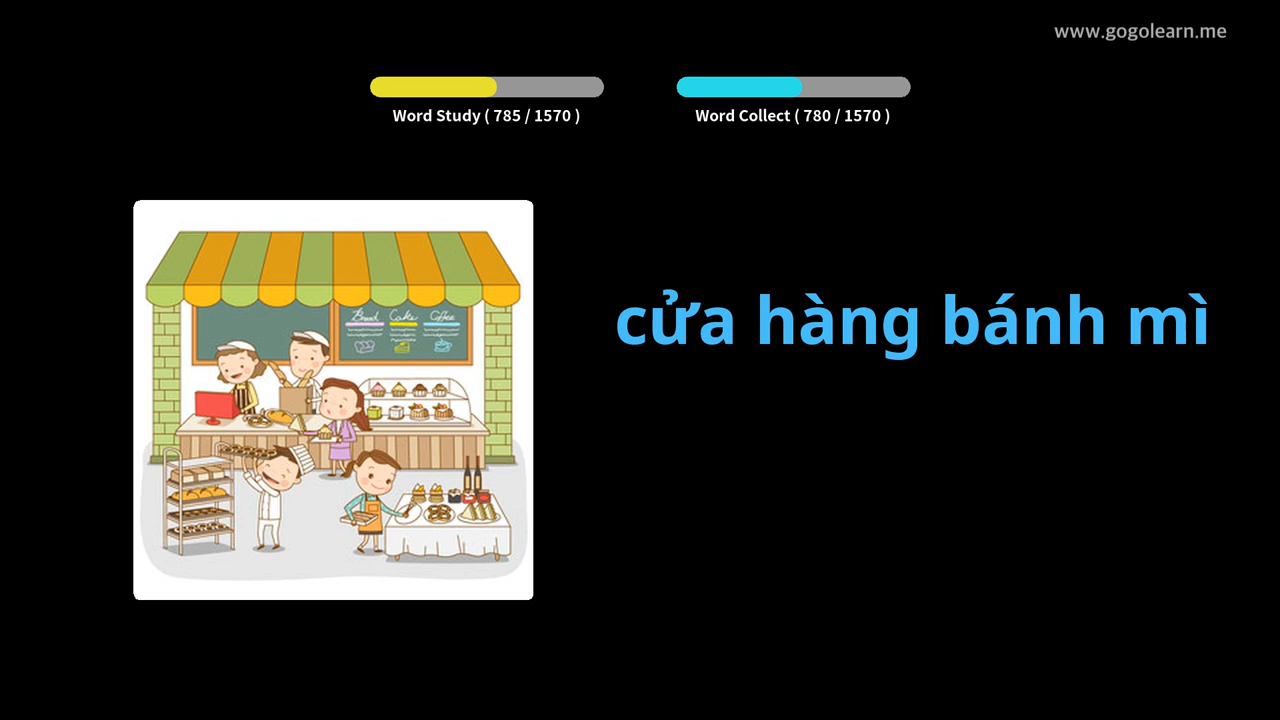 www.gogolearn.me
Word Study ( 785 / 1570 )
Word Collect ( 780 / 1570 )
Bread Cake Coffee
cửa hàng bánh mì